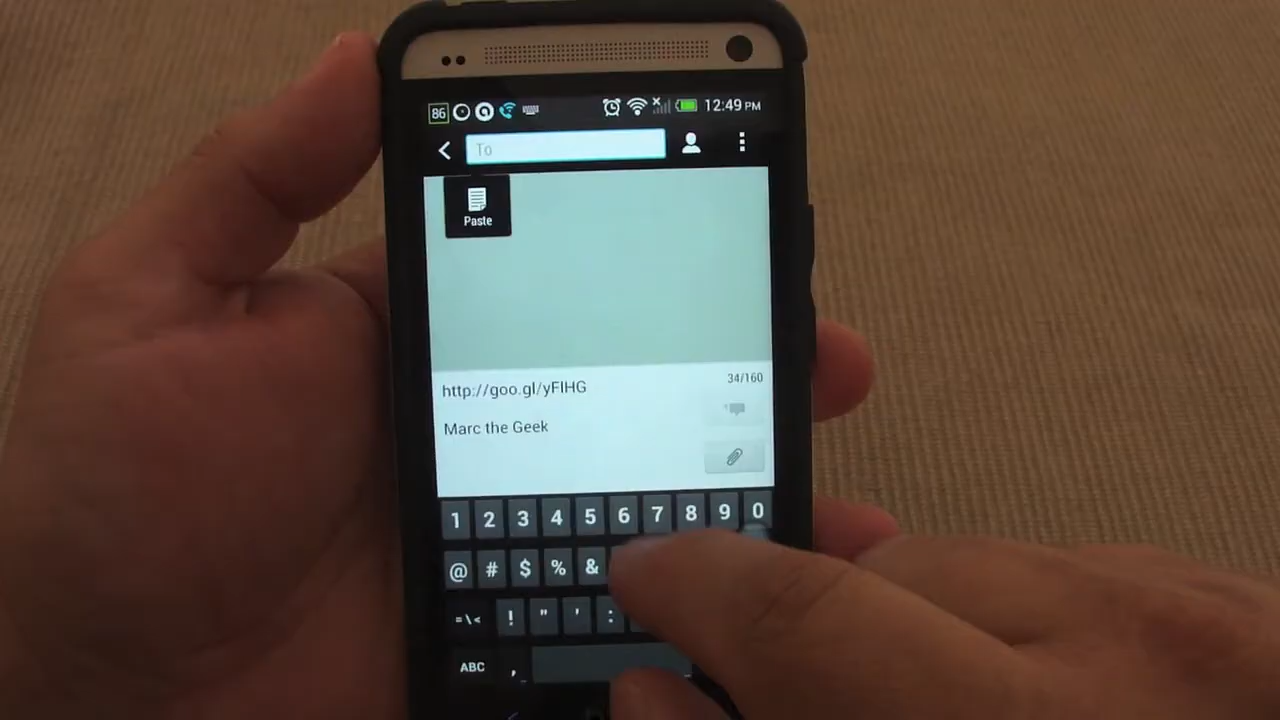 86 12:49 PM
To
Paste
http://goo.gl/yFlHG
34/160
Marc the Geek
1 2 3 4 5 6 7 8 9 0
@ # $ % &
=\< ! " ' :
ABC ,